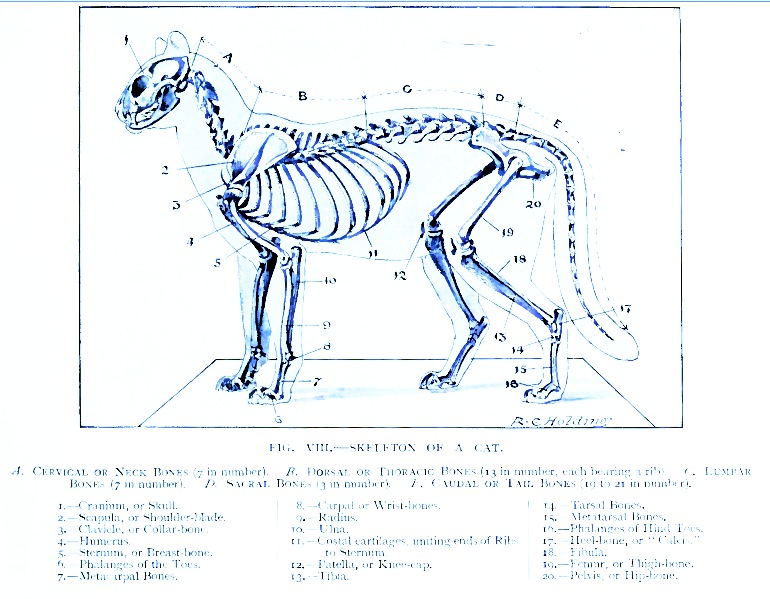 1
A
B
C
D
E
2
3
4
5
6
7
8
9
10
11
12
13
14
15
16
17
18
19
20
R. C. Holding
FIG. VIII.—SKELETON OF A CAT.
A. CERVICAL OR NECK BONES (7 in number). B. DORSAL OR THORACIC BONES (13 in number, each bearing a rib). C. LUMBAR
BONES (7 in number). D. SACRAL BONES (3 in number). E. CAUDAL OR TAIL BONES (19 to 21 in number).
1.—Cranium, or Skull.
2.—Scapula, or Shoulder-blade.
3.—Clavicle, or Collar-bone.
4.—Humerus.
5.—Sternum, or Breast-bone.
6.—Phalanges of the Toes.
7.—Metacarpal Bones.
8.—Carpal or Wrist-bones.
9.—Radius.
10.—Ulna.
11.—Costal cartilages, uniting ends of Ribs
to Sternum
12.—Patella, or Knee-cap.
13.—Tibia.
14.—Tarsal Bones.
15.—Metatarsal Bones.
16.—Phalanges of Hind Toes.
17.—Heel-bone, or "Calcis."
18.—Fibula.
19.—Femur, or Thigh-bone.
20.—Pelvis, or Hip-bone.